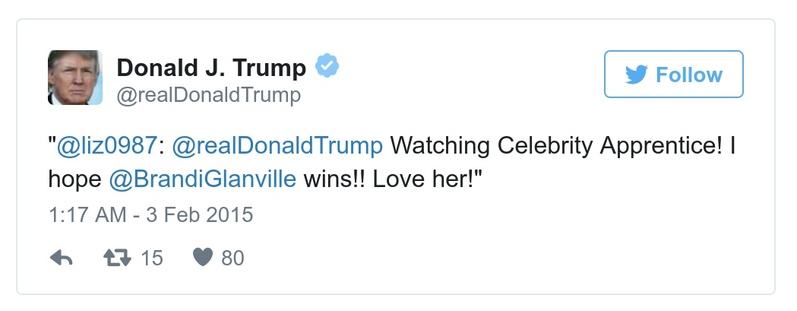 Donald J. Trump
@realDonaldTrump
Follow
"@liz0987: @realDonaldTrump Watching Celebrity Apprentice! I
hope @BrandiGlanville wins!! Love her!"
1:17 AM - 3 Feb 2015
15 80